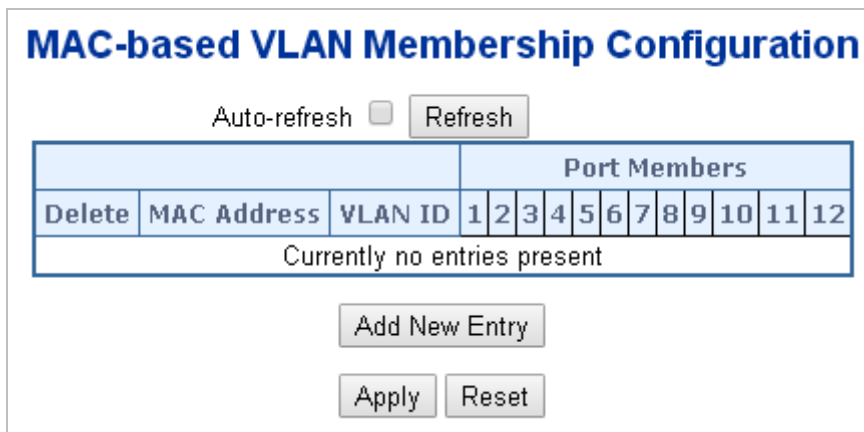 MAC-based VLAN Membership Configuration
Auto-refresh Refresh
Port Members
Delete MAC Address VLAN ID 1 2 3 4 5 6 7 8 9 10 11 12
Currently no entries present
Add New Entry
Apply Reset